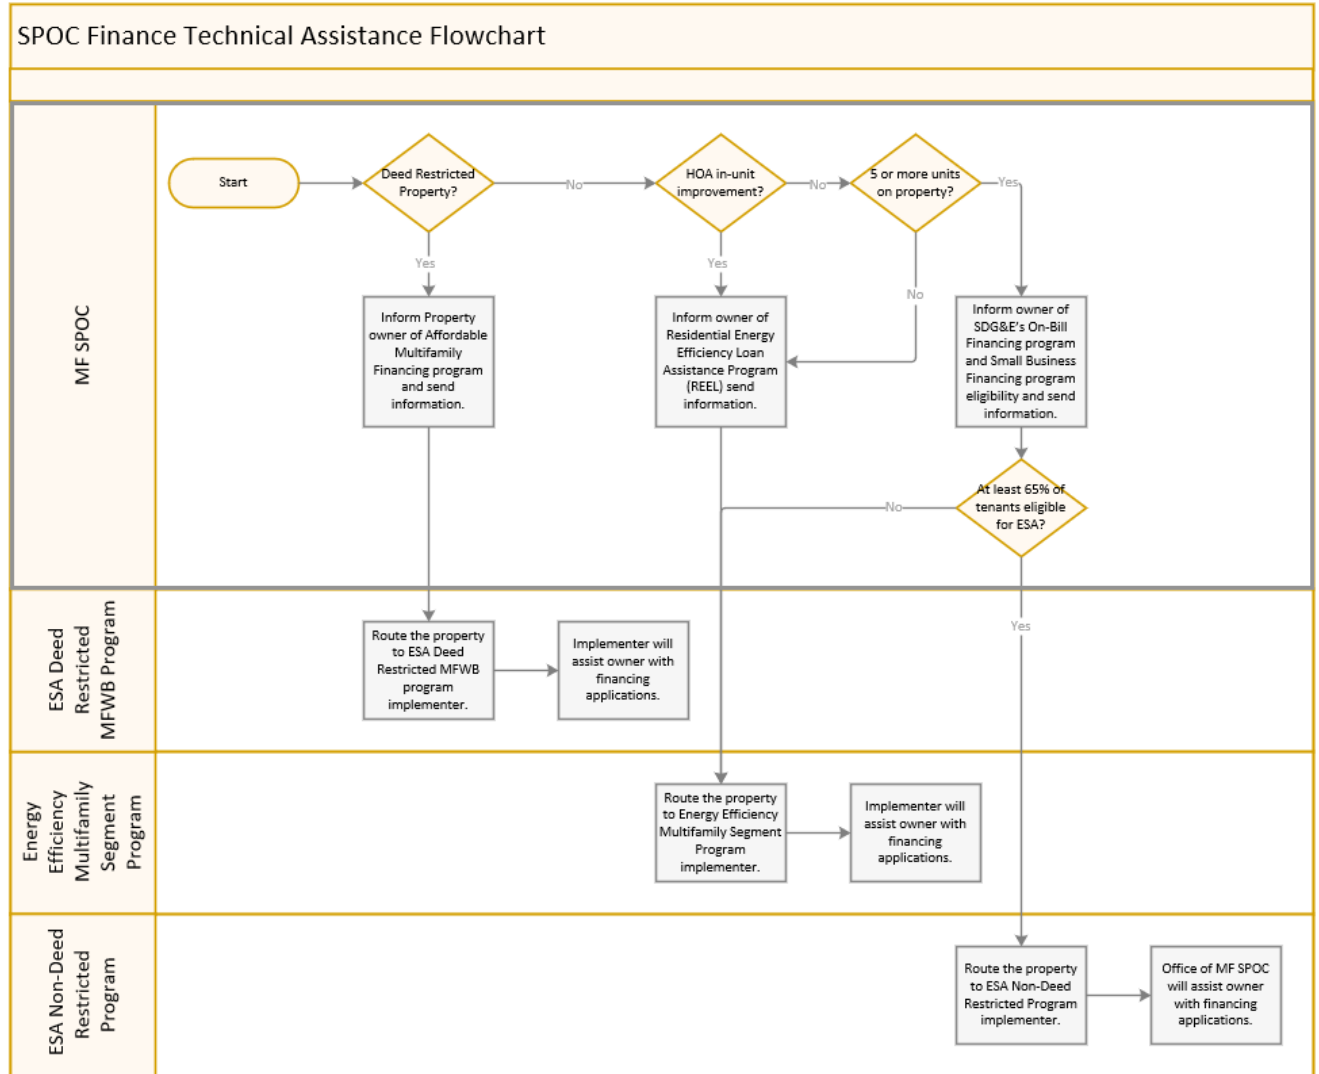 SPOC Finance Technical Assistance Flowchart
MF SPOC
Start
Deed Restricted
Property?
No
HOA in-unit
improvement?
No
5 or more units
on property?
Yes
Yes
Yes
No
Inform Property
owner of Affordable
Multifamily
Financing program
and send
information.
Inform owner of
Residential Energy
Efficiency Loan
Assistance Program
(REEL) send
information.
Inform owner of
SDG&E's On-Bill
Financing program
and Small Business
Financing program
eligibility and send
information.
At least 65% of
tenants eligible
for ESA?
No
Yes
ESA Deed
Restricted
MFWB Program
Route the property
to ESA Deed
Restricted MFWB
program
implementer.
Implementer will
assist owner with
financing
applications.
Energy
Efficiency
Multifamily
Segment
Program
Route the property
to Energy Efficiency
Multifamily Segment
Program
implementer.
Implementer will
assist owner with
financing
applications.
ESA Non-Deed
Restricted
Program
Route the property
to ESA Non-Deed
Restricted Program
implementer.
Office of MF SPOC
will assist owner
with financing
applications.